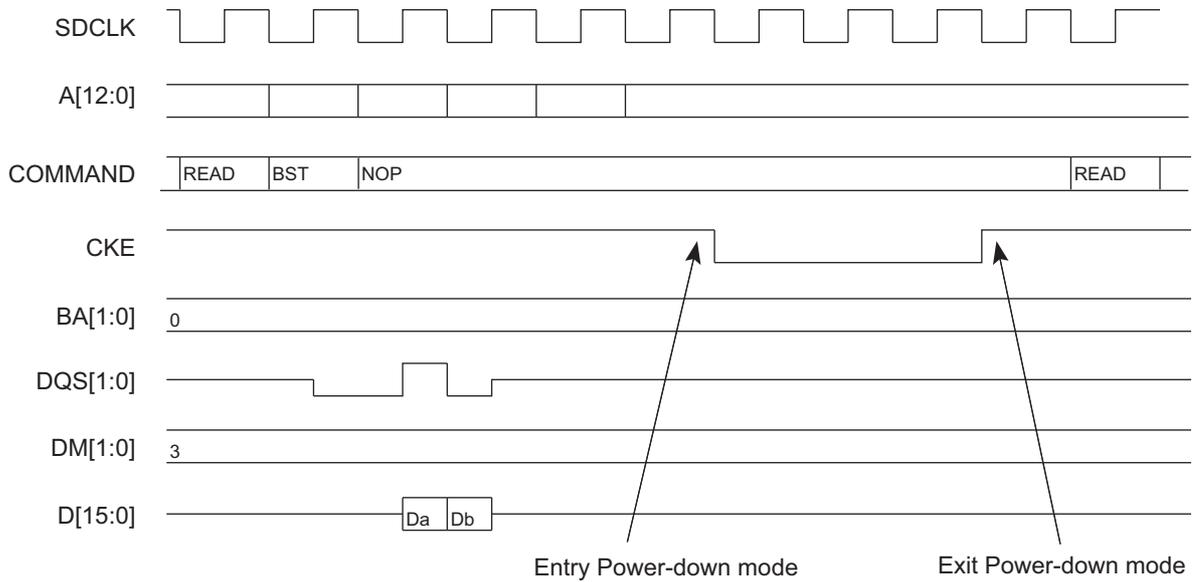 SDCLK
A[12:0]
COMMAND READ BST NOP READ
CKE
BA[1:0] 0
DQS[1:0]
DM[1:0] 3
D[15:0] Da Db
Entry Power-down mode Exit Power-down mode